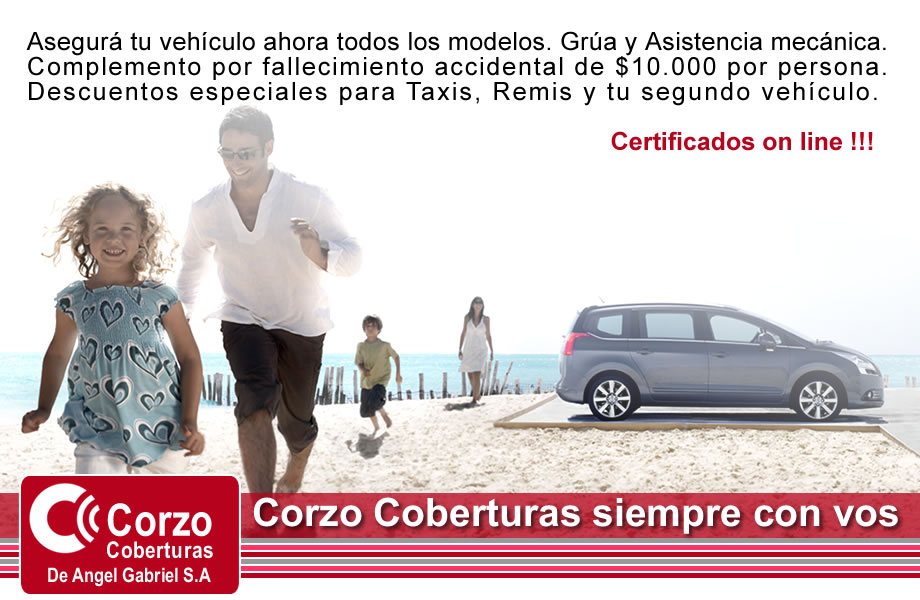 Asegurá tu vehículo ahora todos los modelos. Grúa y Asistencia mecánica.
Complemento por fallecimiento accidental de $10.000 por persona.
Descuentos especiales para Taxis, Remis y tu segundo vehículo.
Certificados on line !!!
Corzo Coberturas siempre con vos
Corzo
Coberturas
De Angel Gabriel S.A